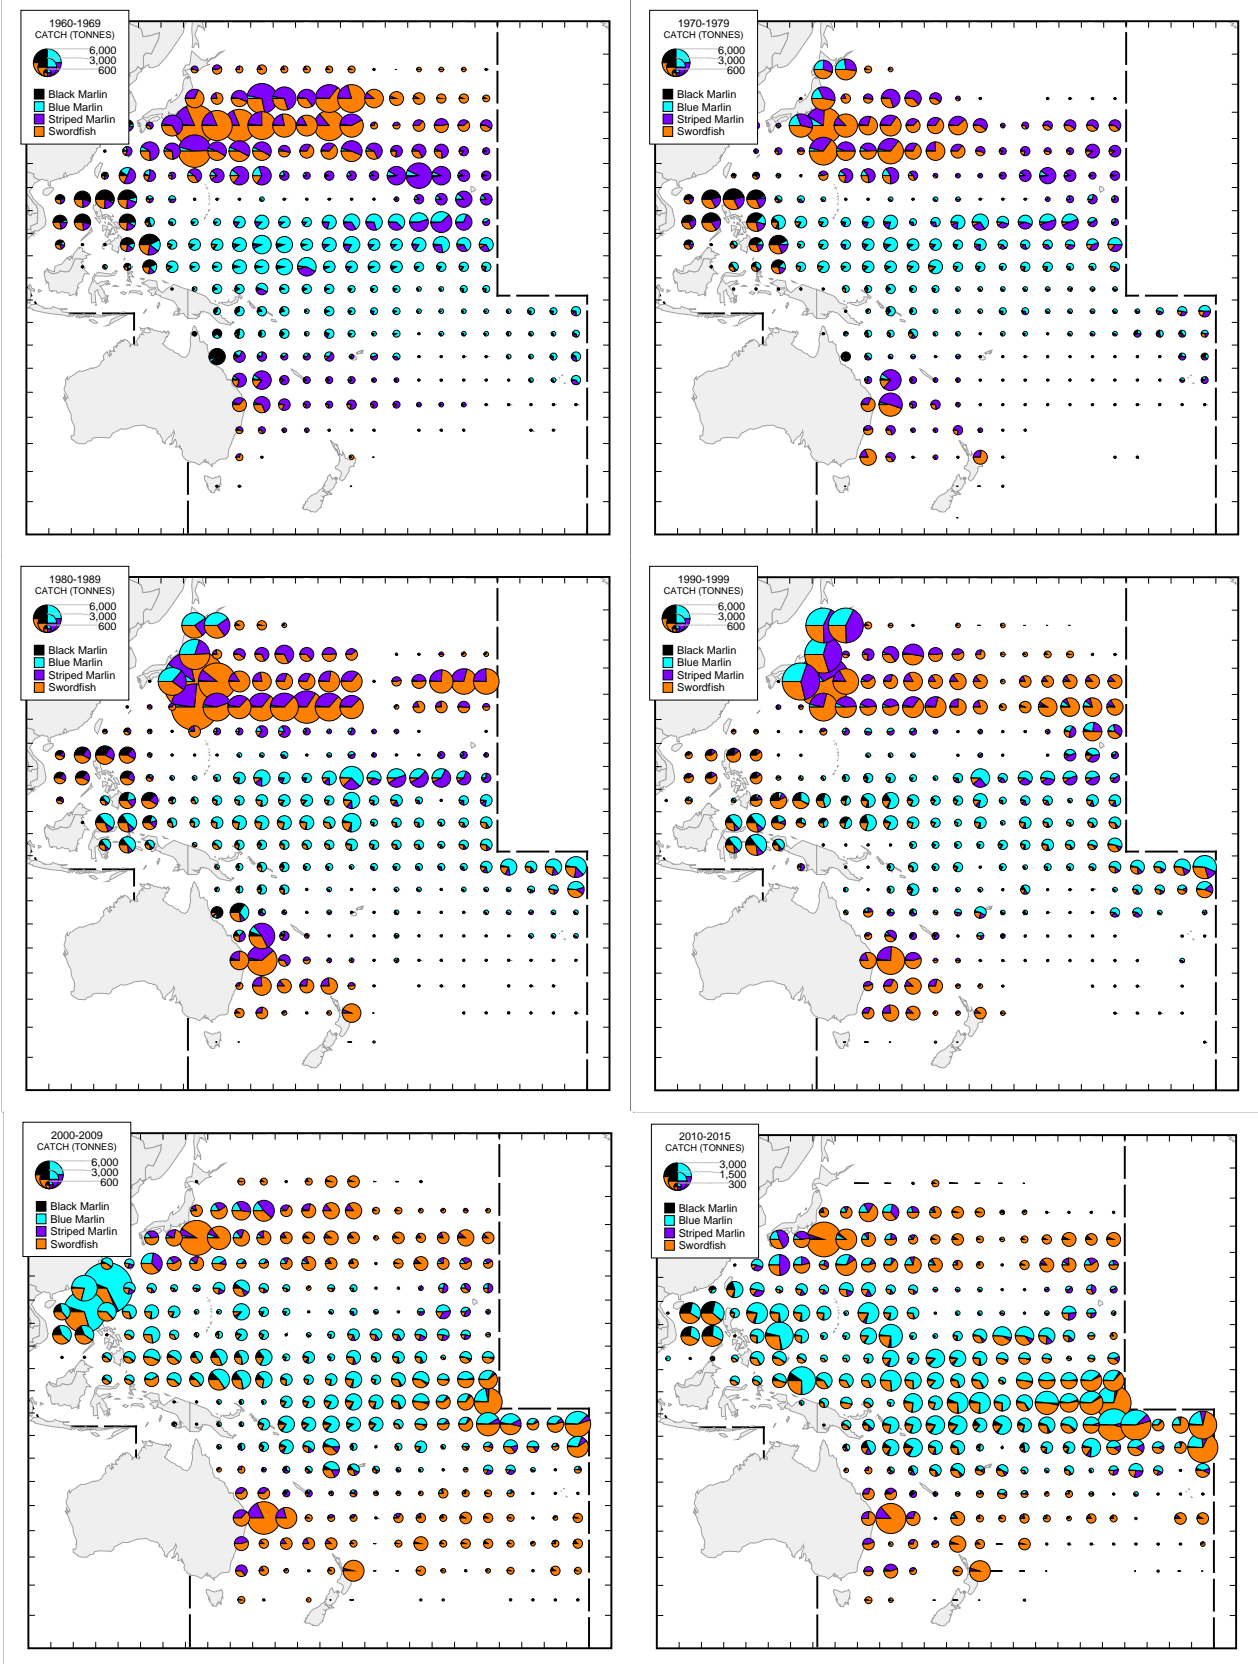 1960-1969
CATCH (TONNES)
6,000
3,000
600
Black Marlin
Blue Marlin
Striped Marlin
Swordfish
1970-1979
CATCH (TONNES)
6,000
3,000
600
Black Marlin
Blue Marlin
Striped Marlin
Swordfish
1980-1989
CATCH (TONNES)
6,000
3,000
600
Black Marlin
Blue Marlin
Striped Marlin
Swordfish
1990-1999
CATCH (TONNES)
6,000
3,000
600
Black Marlin
Blue Marlin
Striped Marlin
Swordfish
2000-2009
CATCH (TONNES)
6,000
3,000
600
Black Marlin
Blue Marlin
Striped Marlin
Swordfish
2010-2015
CATCH (TONNES)
3,000
1,500
300
Black Marlin
Blue Marlin
Striped Marlin
Swordfish